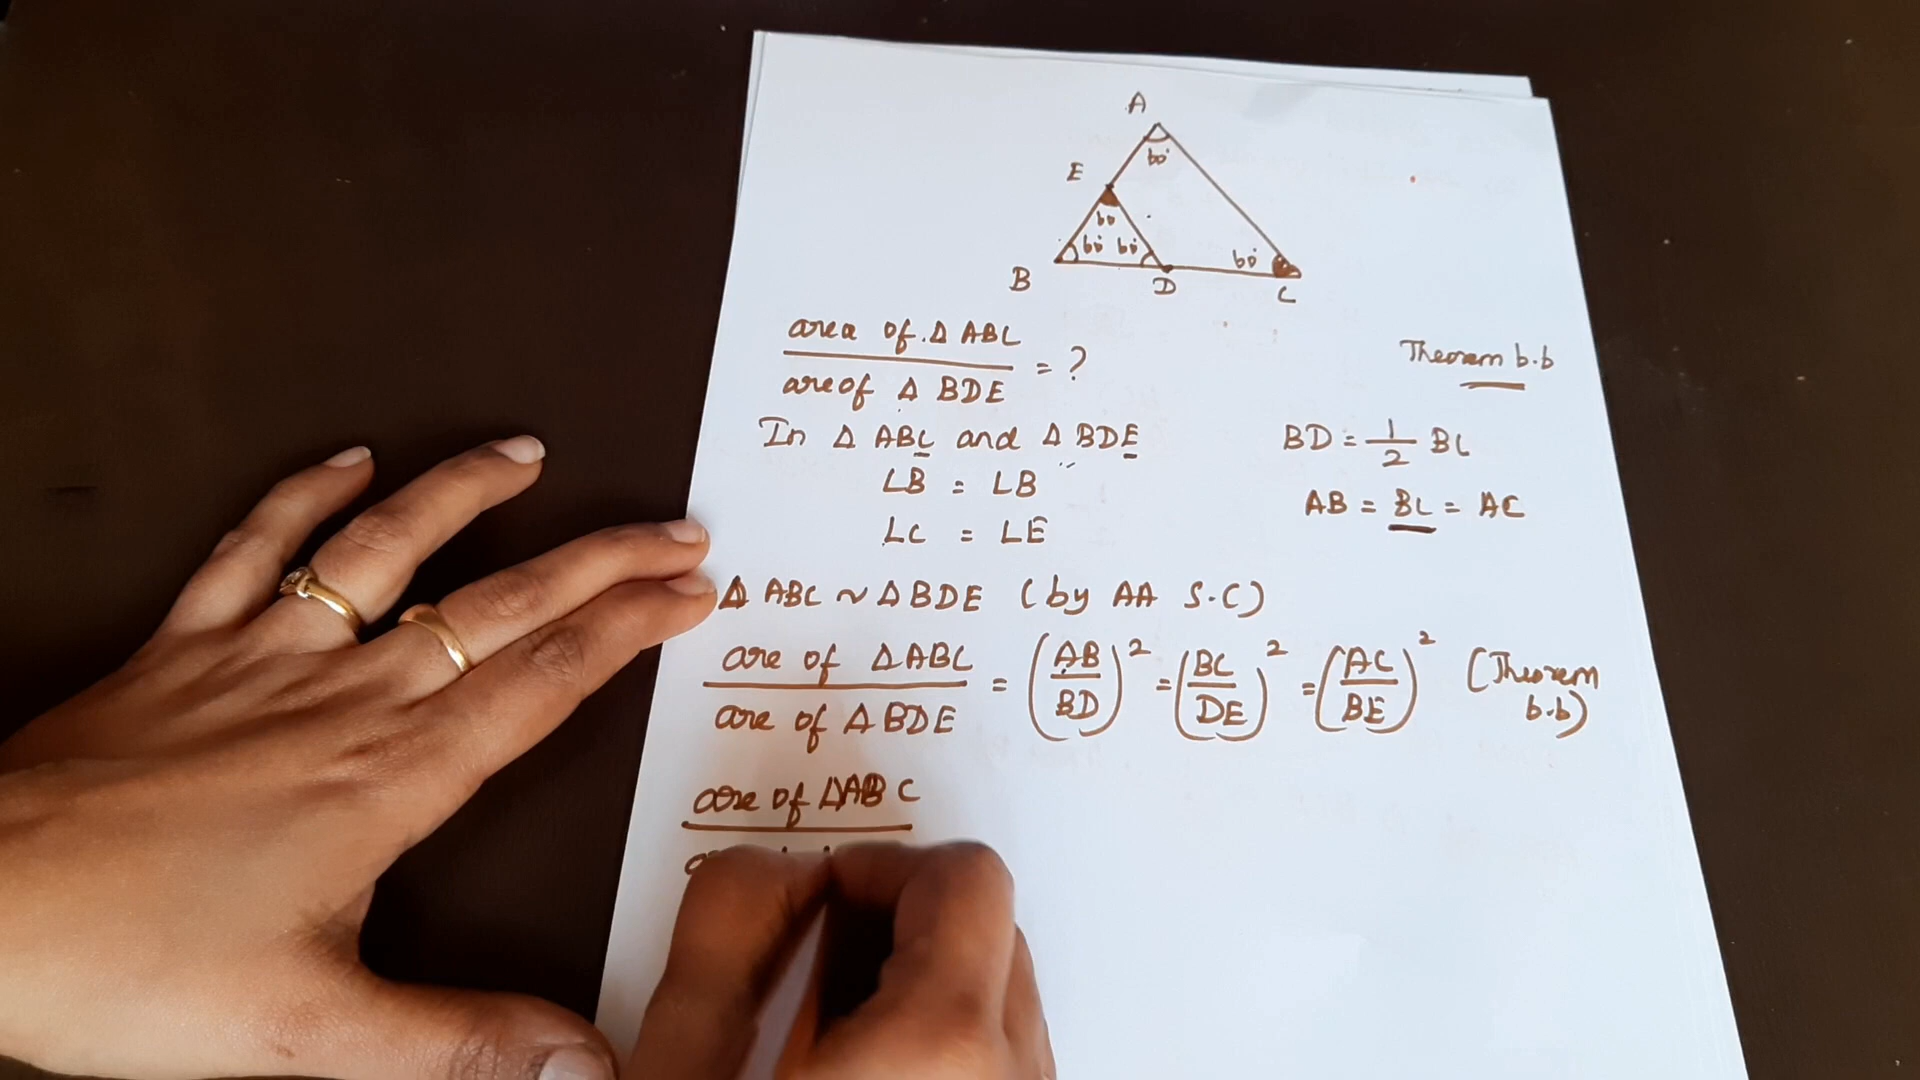 A
E
60°
60
60° 60°
60°
B
D
C
area of. Δ ABC
are of Δ BDE
= ?
Theorem 6.6
In Δ ABC and Δ BDE
BD = 1/2 BC
∠B = ∠B
AB = BC = AC
∠C = ∠E
Δ ABC ~ Δ BDE (by AA S.C)
are of ΔABC
are of Δ BDE
= (AB/BD)² = (BC/DE)² = (AC/BE)² (Theorem 6.6)
are of ΔABC